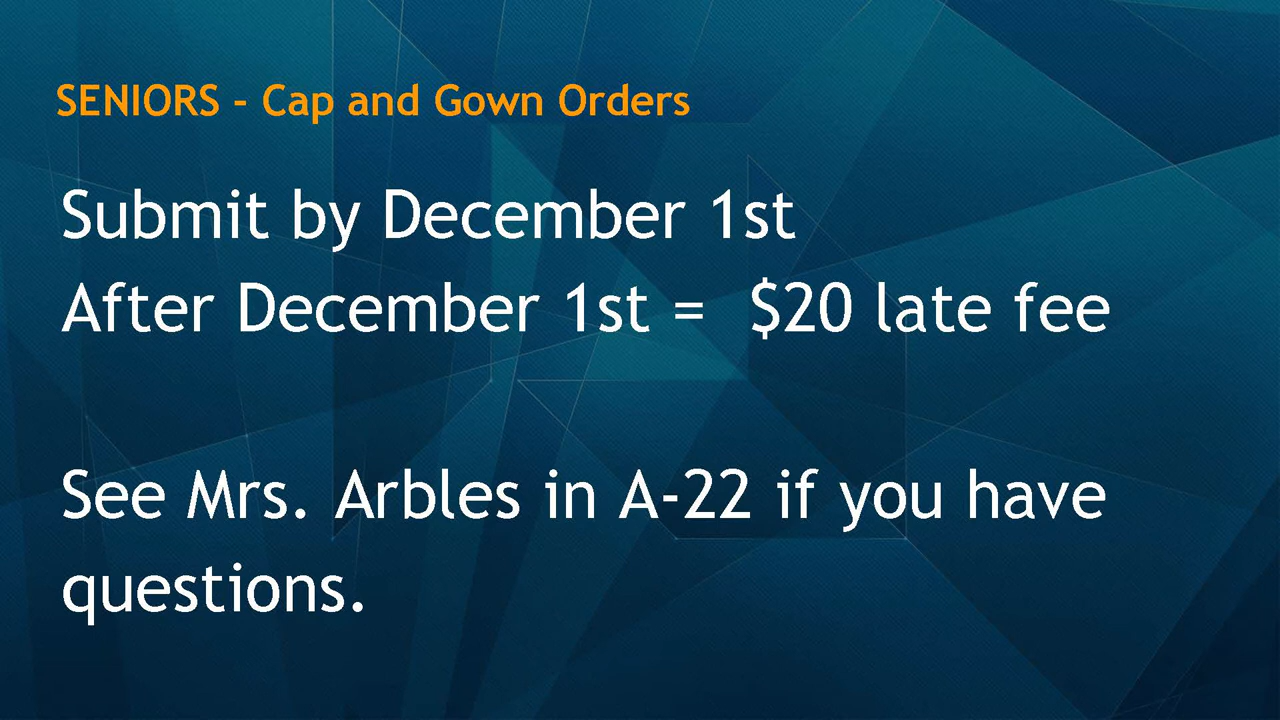 SENIORS - Cap and Gown Orders
Submit by December 1st
After December 1st =  $20 late fee
See Mrs. Arbles in A-22 if you have
questions.